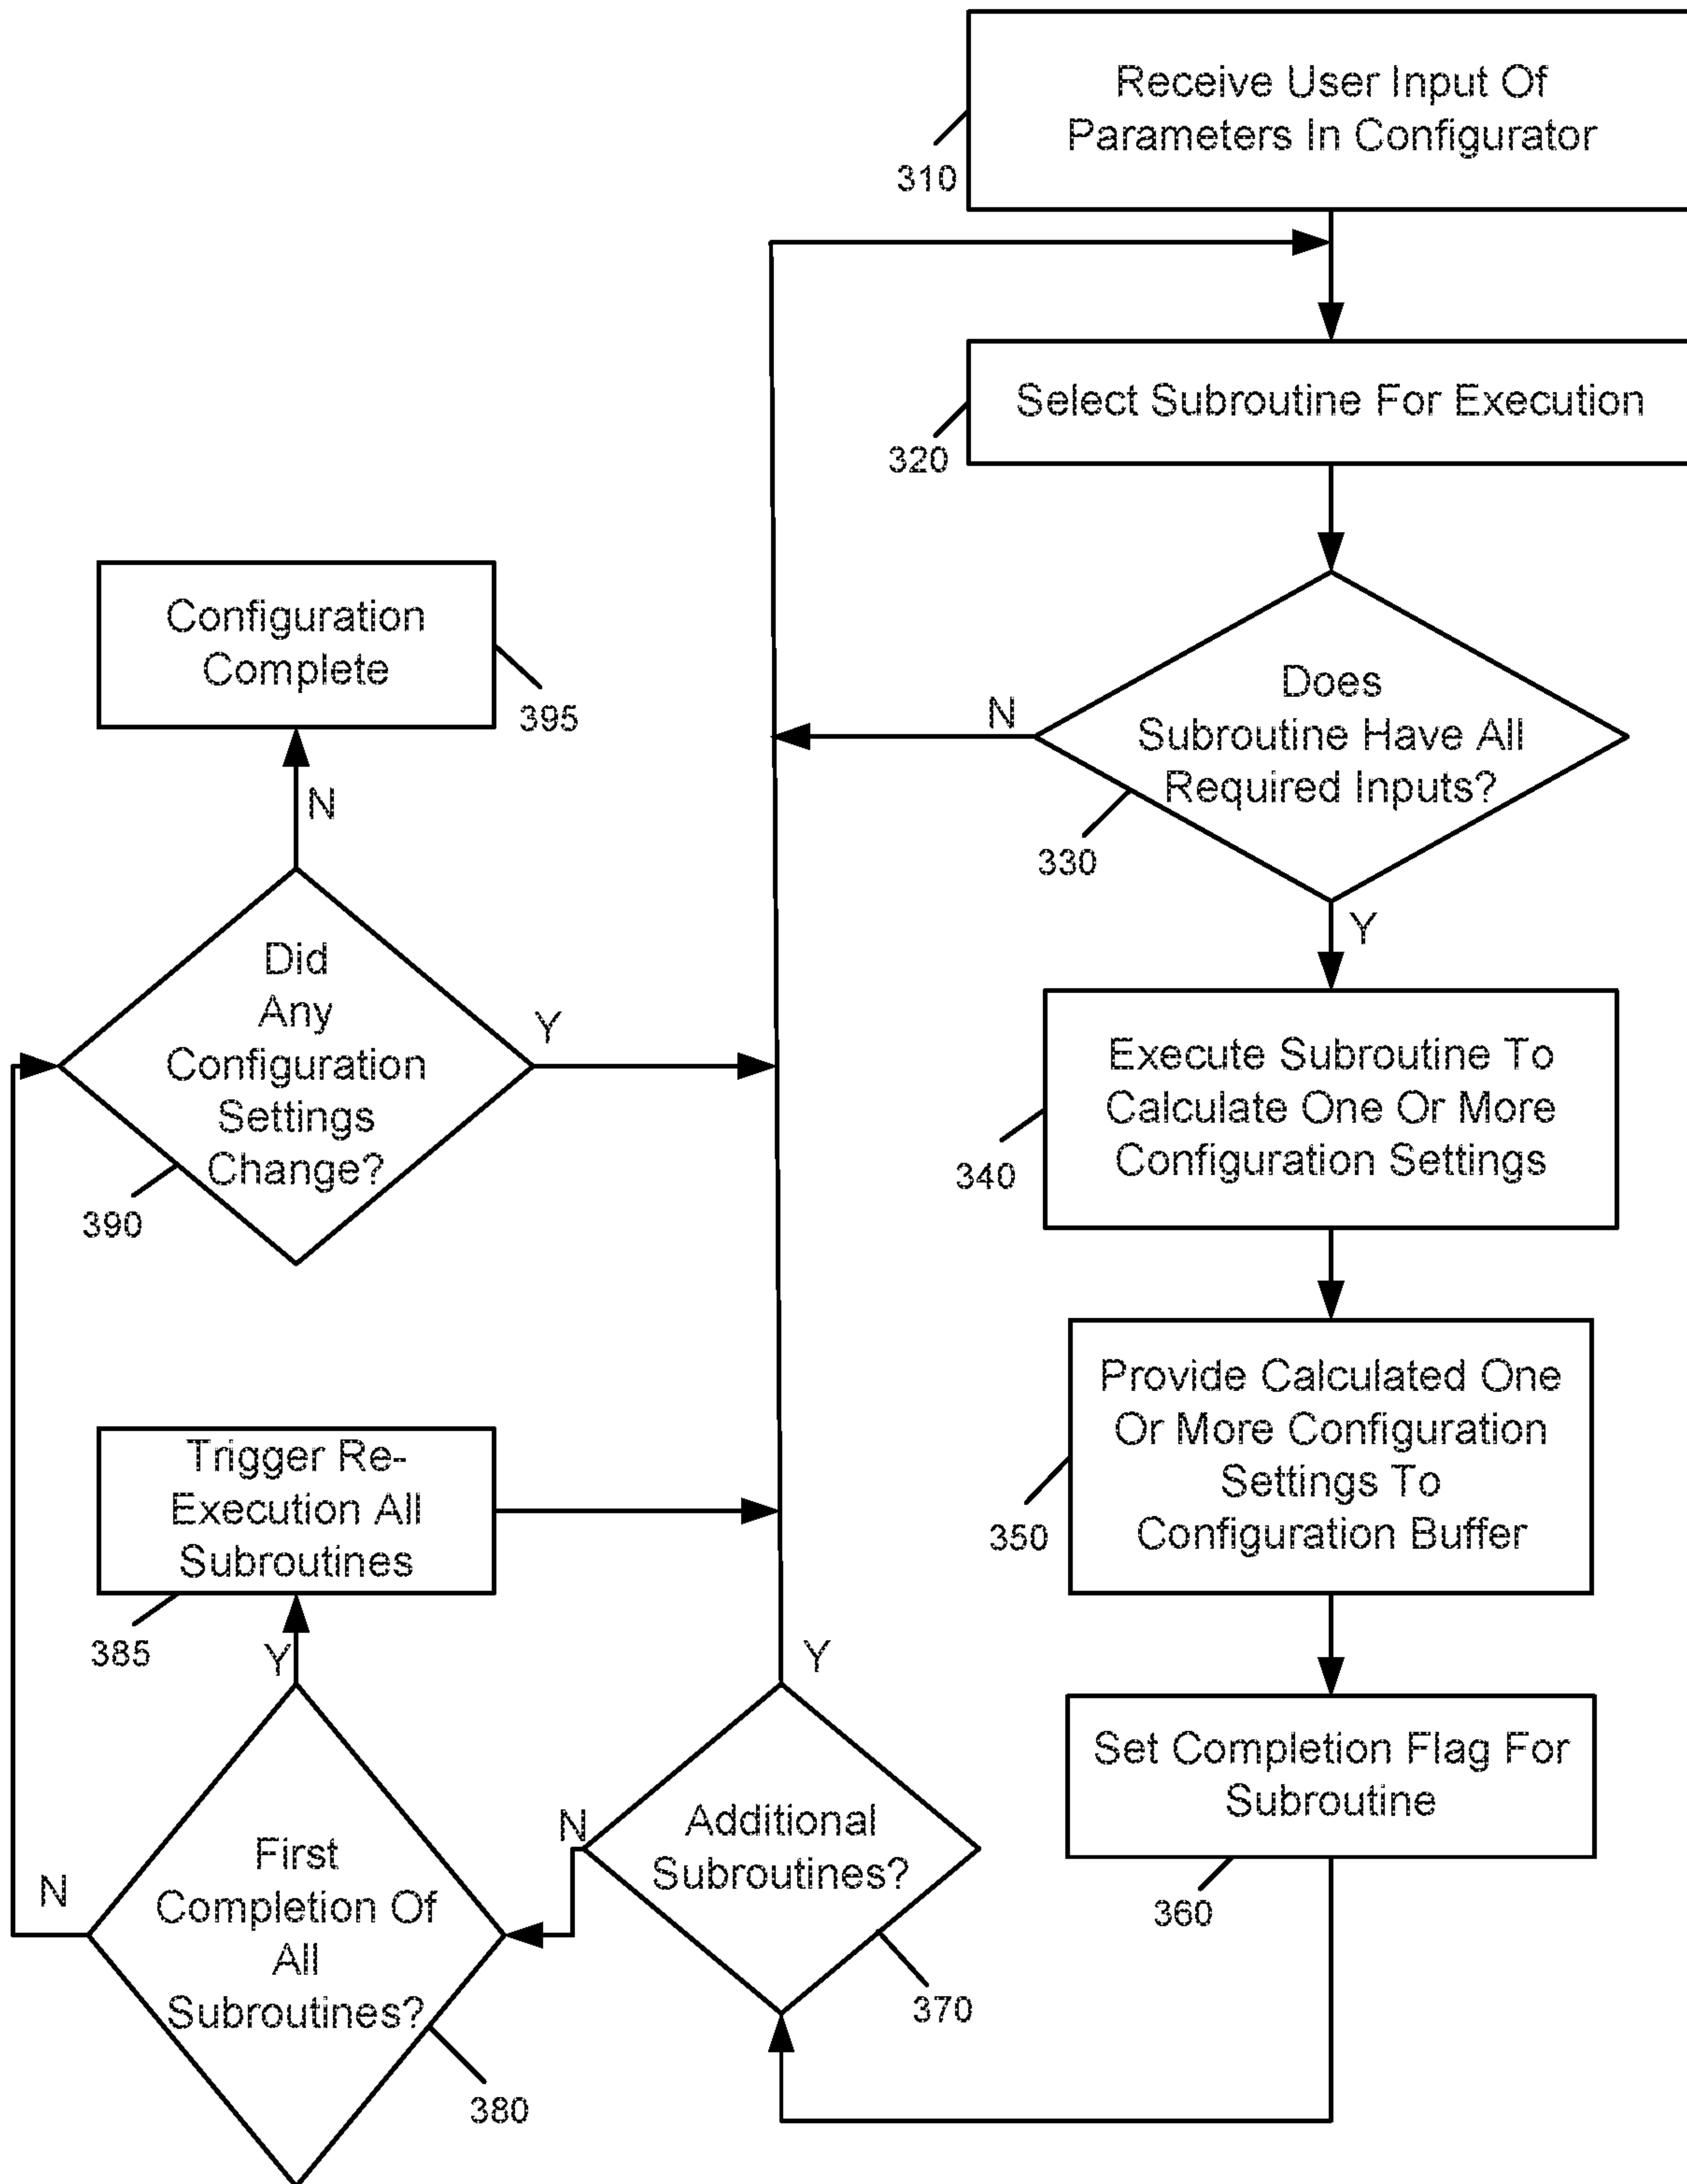 Receive User Input Of
Parameters In Configurator
310
Select Subroutine For Execution
320
Does
Subroutine Have All
Required Inputs?
N
330
Y
Execute Subroutine To
Calculate One Or More
Configuration Settings
340
Provide Calculated One
Or More Configuration
Settings To
Configuration Buffer
350
Set Completion Flag For
Subroutine
360
Additional
Subroutines?
Y
N
370
First
Completion Of
All
Subroutines?
Y
N
380
Trigger Re-
Execution All
Subroutines
385
Did
Any
Configuration
Settings
Change?
Y
N
390
Configuration
Complete
395